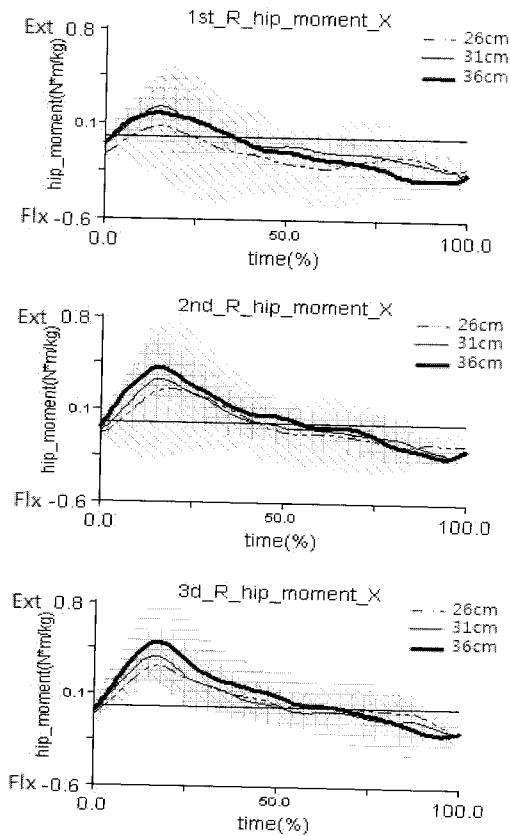 1st_R_hip_moment_X
Ext 0.8
26cm
31cm
36cm
hip_moment(N*m/kg)
0.1
Flx -0.6
0.0 50.0 100.0
time(%)
2nd_R_hip_moment_X
Ext 0.8
26cm
31cm
36cm
hip_moment(N*m/kg)
0.1
Flx -0.6
0.0 50.0 100.0
time(%)
3d_R_hip_moment_X
Ext 0.8
26cm
31cm
36cm
hip_moment(N*m/kg)
0.1
Flx -0.6
0.0 50.0 100.0
time(%)